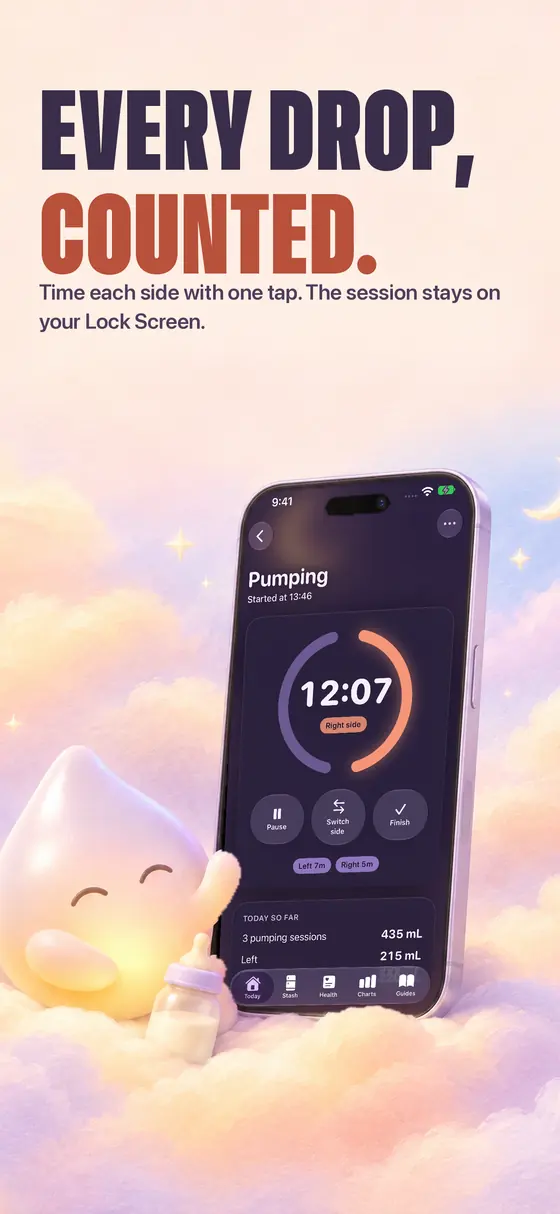 EVERY DROP,
COUNTED.
Time each side with one tap. The session stays on
your Lock Screen.
9:41
Pumping
Started at 13:46
12:07
Right side
Pause
Switch
side
Finish
Left 7m
Right 5m
TODAY SO FAR
3 pumping sessions
435 mL
Left
215 mL
Today
Stash
Health
Charts
Guides